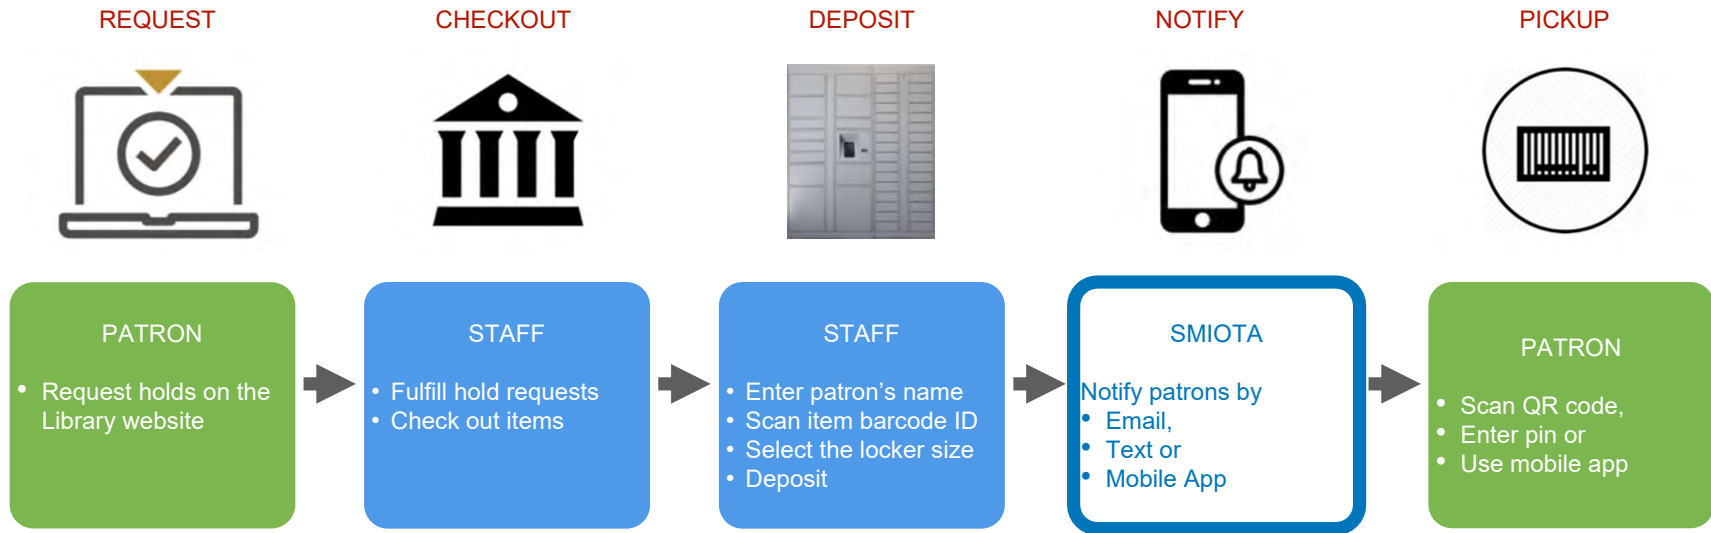 REQUEST
CHECKOUT
DEPOSIT
NOTIFY
PICKUP
PATRON
• Request holds on the
Library website
STAFF
• Fulfill hold requests
• Check out items
STAFF
• Enter patron’s name
• Scan item barcode ID
• Select the locker size
• Deposit
SMIOTA
Notify patrons by
• Email,
• Text or
• Mobile App
PATRON
• Scan QR code,
• Enter pin or
• Use mobile app